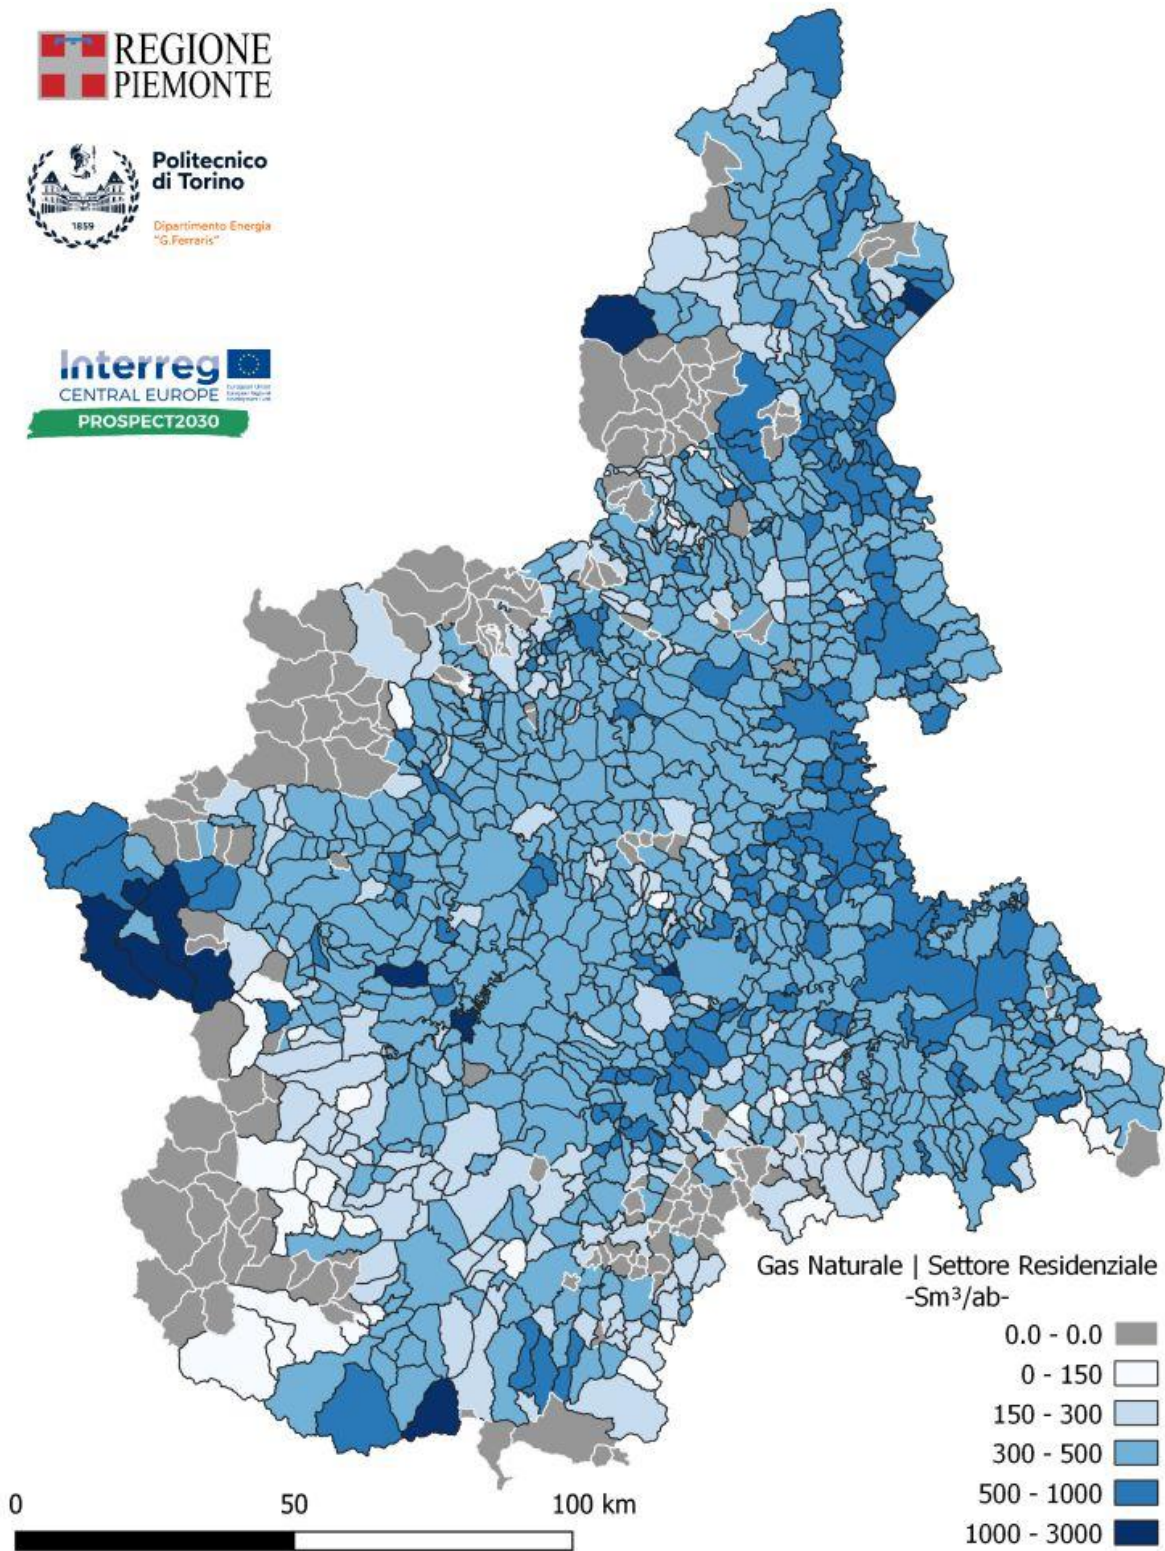 REGIONE
PIEMONTE
Politecnico
di Torino
1859
Dipartimento Energia
"G.Ferraris"
Interreg
CENTRAL EUROPE
PROSPECT2030
Gas Naturale | Settore Residenziale
-Sm³/ab-
0.0 - 0.0
0 - 150
150 - 300
300 - 500
500 - 1000
1000 - 3000
0 50 100 km